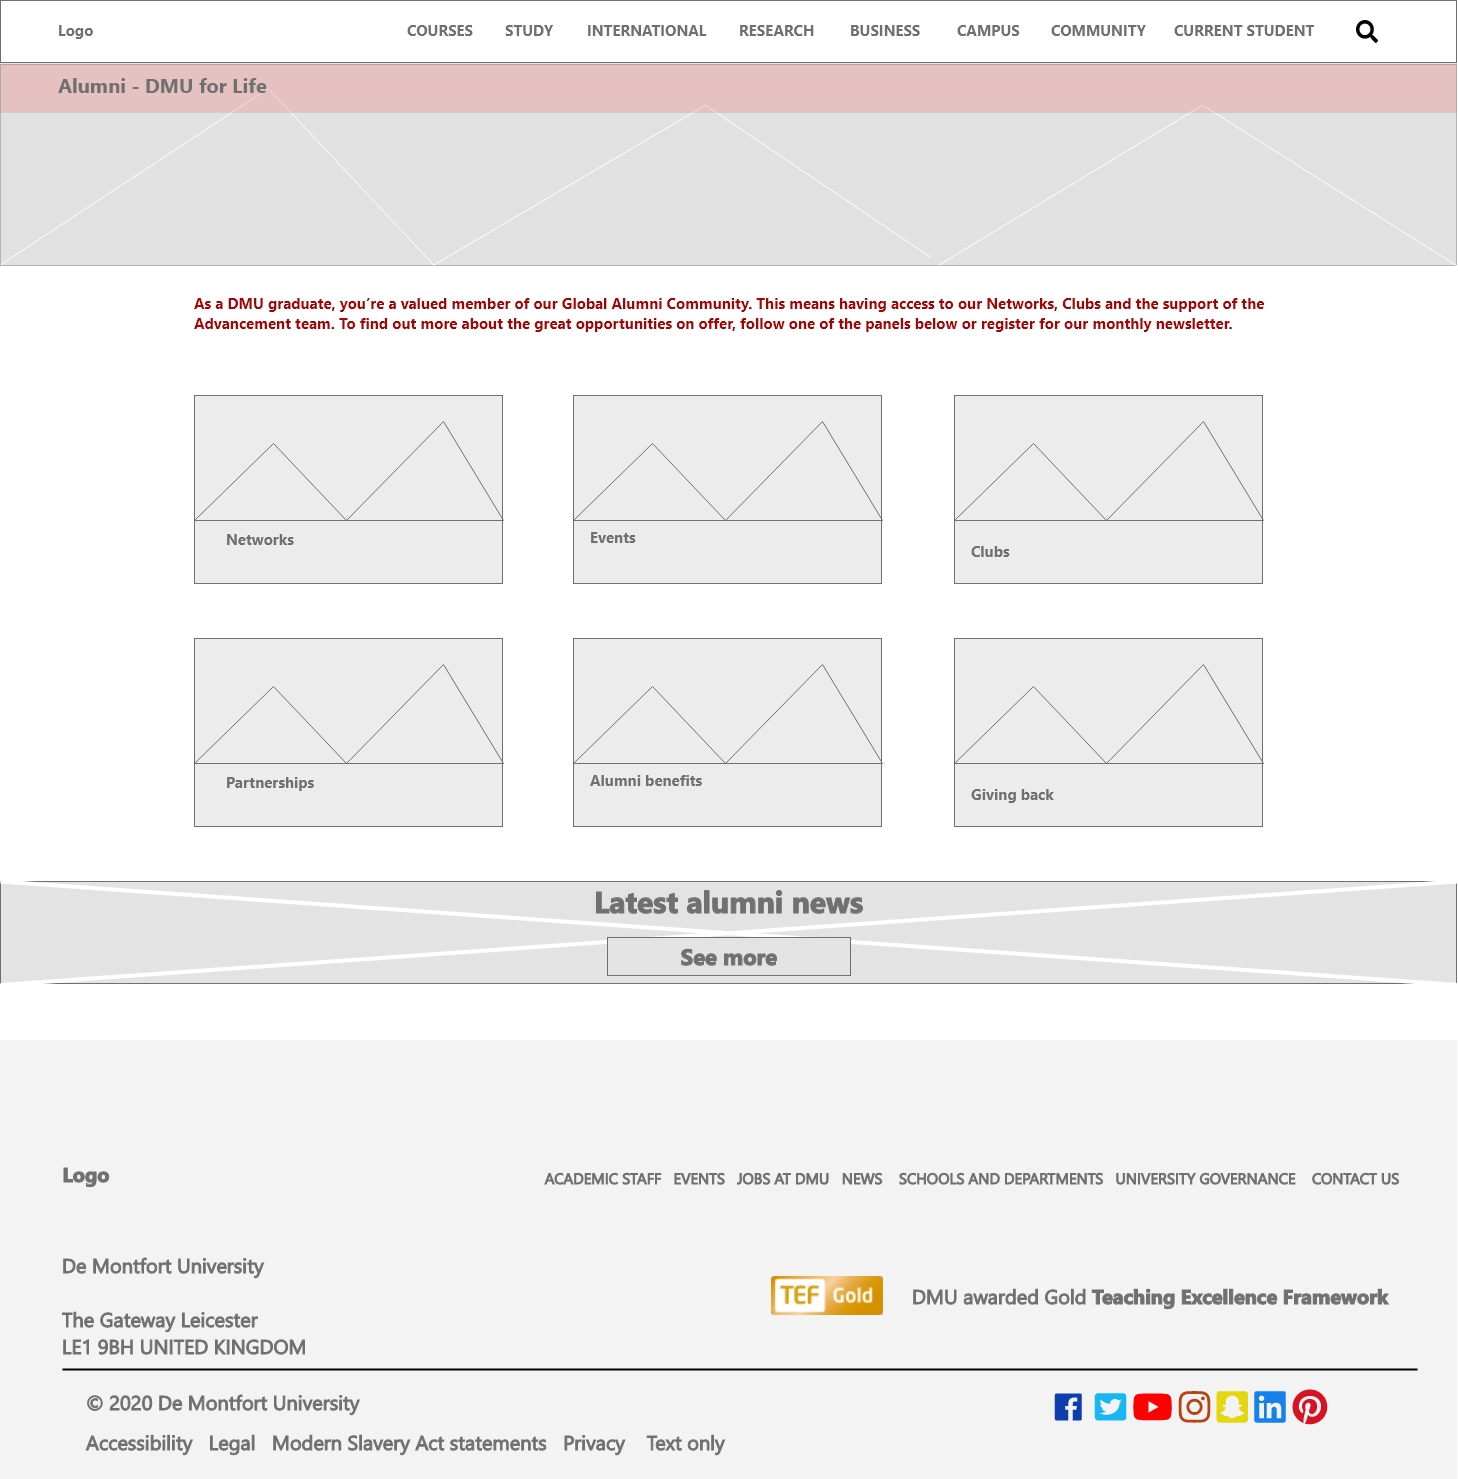 Logo COURSES STUDY INTERNATIONAL RESEARCH BUSINESS CAMPUS COMMUNITY CURRENT STUDENT
Alumni - DMU for Life
As a DMU graduate, you’re a valued member of our Global Alumni Community. This means having access to our Networks, Clubs and the support of the
Advancement team. To find out more about the great opportunities on offer, follow one of the panels below or register for our monthly newsletter.
Networks
Events
Clubs
Partnerships
Alumni benefits
Giving back
Latest alumni news
See more
Logo
ACADEMIC STAFF EVENTS JOBS AT DMU NEWS SCHOOLS AND DEPARTMENTS UNIVERSITY GOVERNANCE CONTACT US
De Montfort University
The Gateway Leicester
LE1 9BH UNITED KINGDOM
TEF Gold
DMU awarded Gold Teaching Excellence Framework
© 2020 De Montfort University
Accessibility Legal Modern Slavery Act statements Privacy Text only